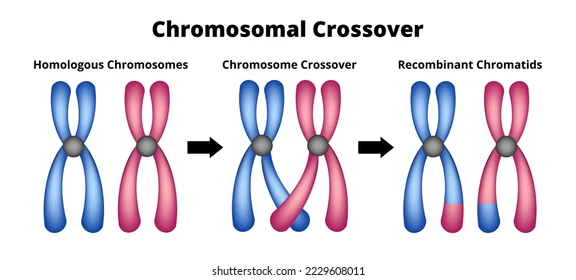 Chromosomal Crossover
Homologous Chromosomes
Chromosome Crossover
Recombinant Chromatids
shutterstock.com · 2229608011